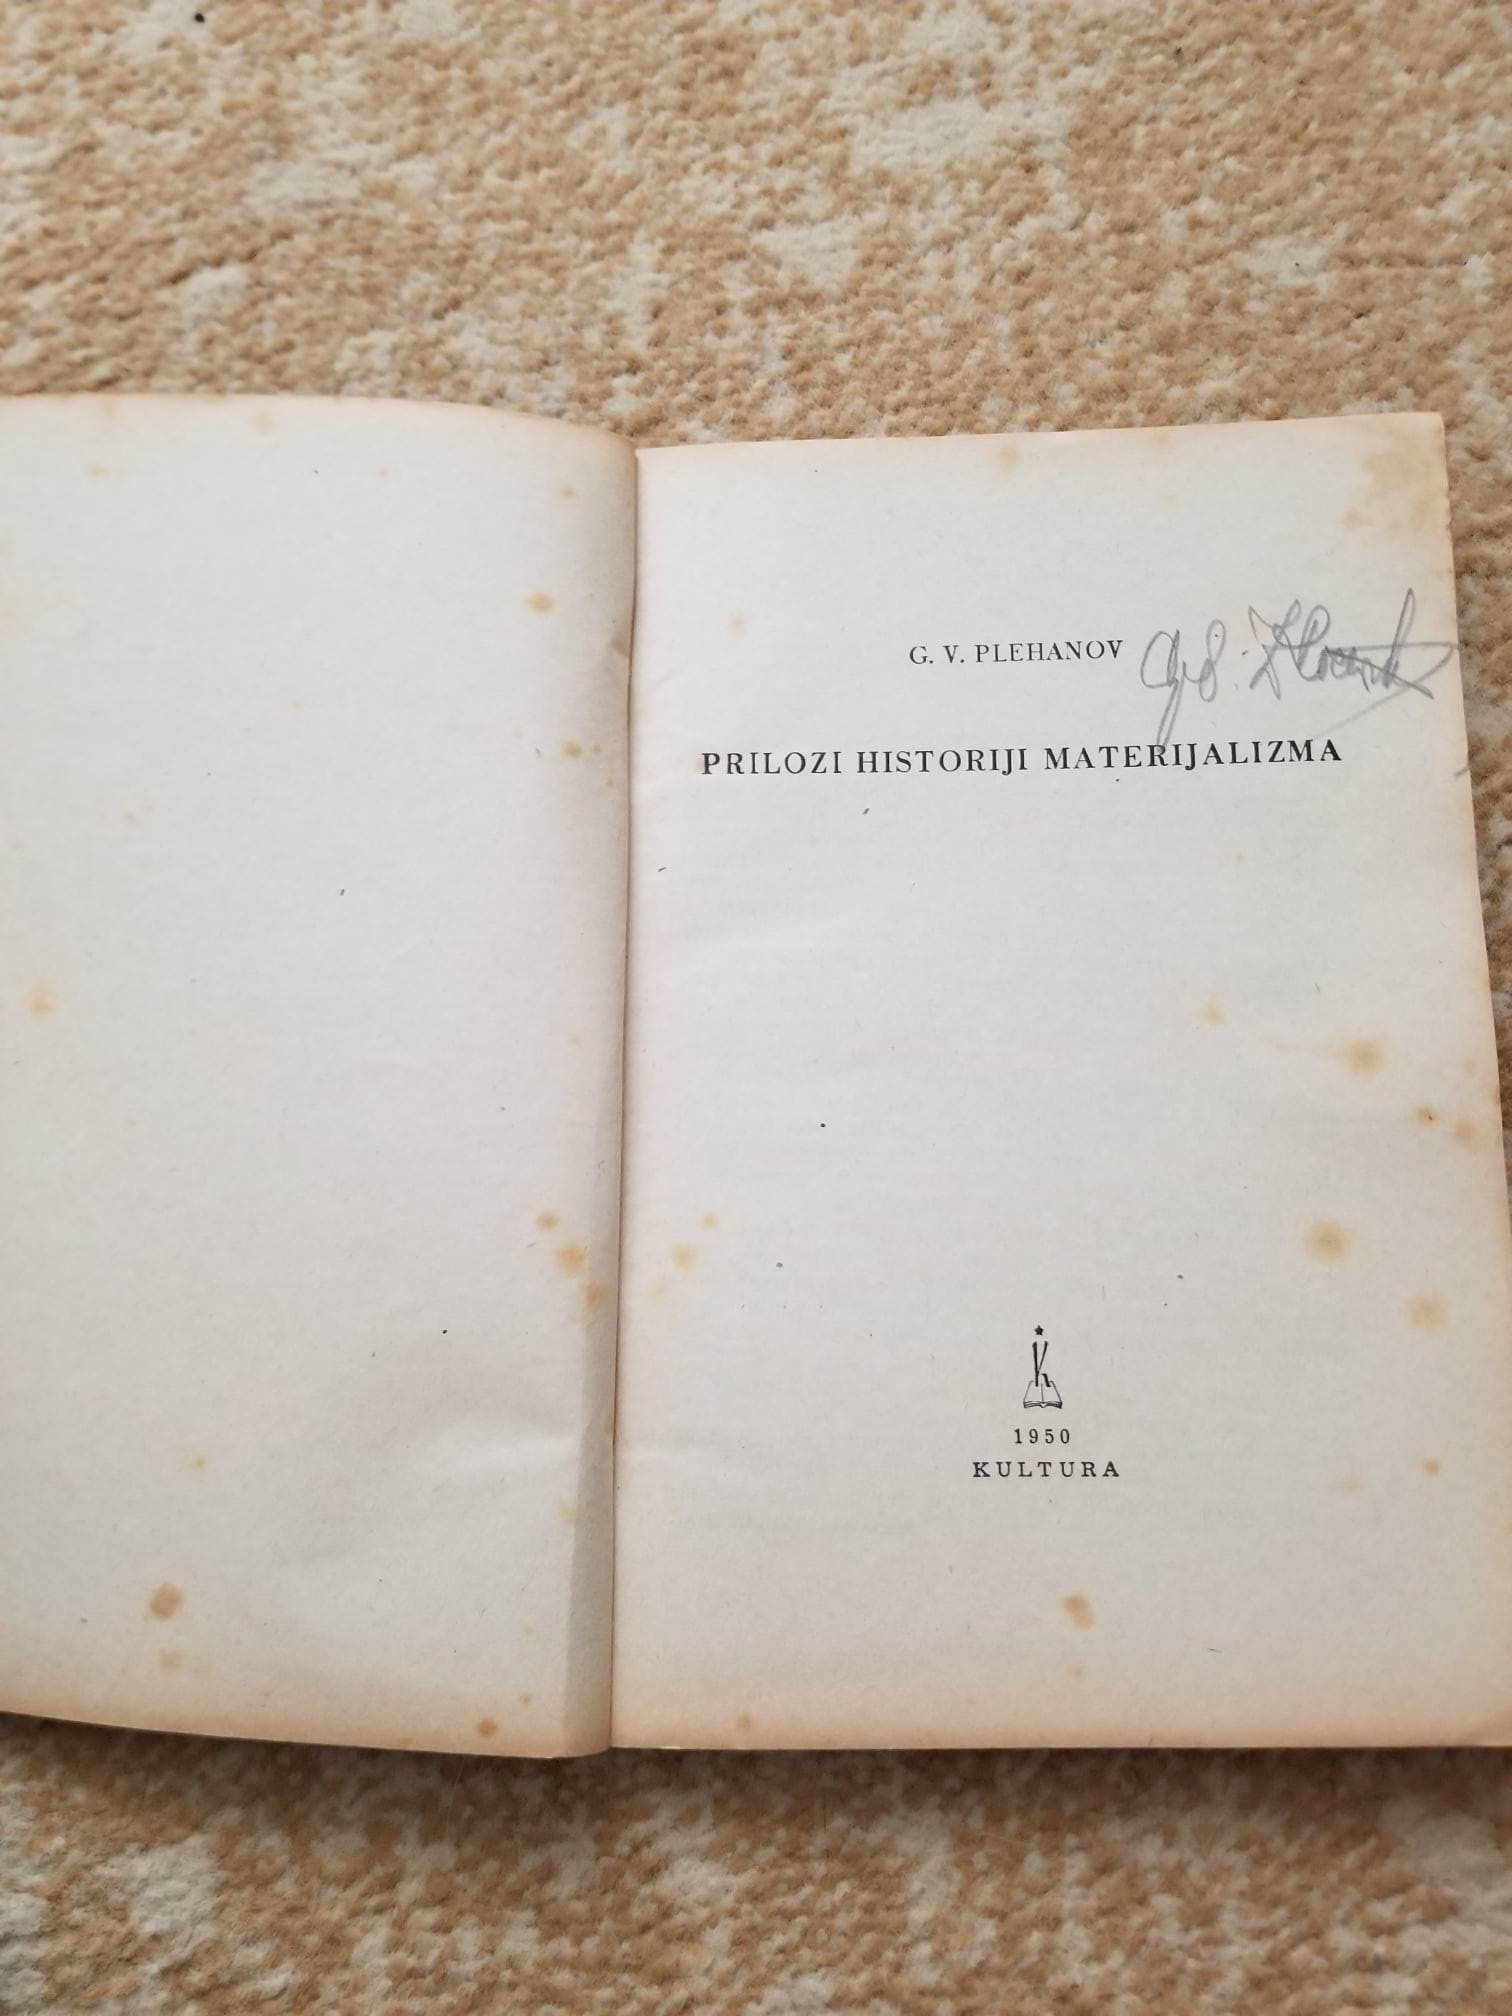 G. V. PLEHANOV
PRILOZI HISTORIJI MATERIJALIZMA
1950
KULTURA